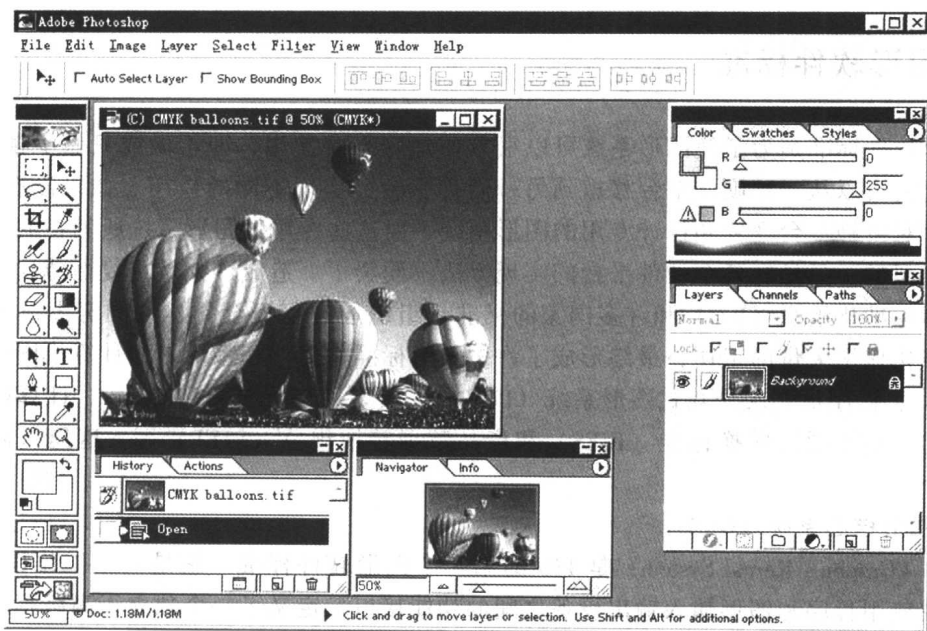 Adobe Photoshop
File Edit Image Layer Select Filter View Window Help
Auto Select Layer Show Bounding Box
(C) CMYK balloons.tif @ 50% (CMYK*)
Color Swatches Styles
R 0
G 255
B 0
Layers Channels Paths
Normal Opacity 100%
Lock
Background
History Actions
CMYK balloons.tif
Open
Navigator Info
50%
50% Doc: 1.18M/1.18M Click and drag to move layer or selection. Use Shift and Alt for additional options.